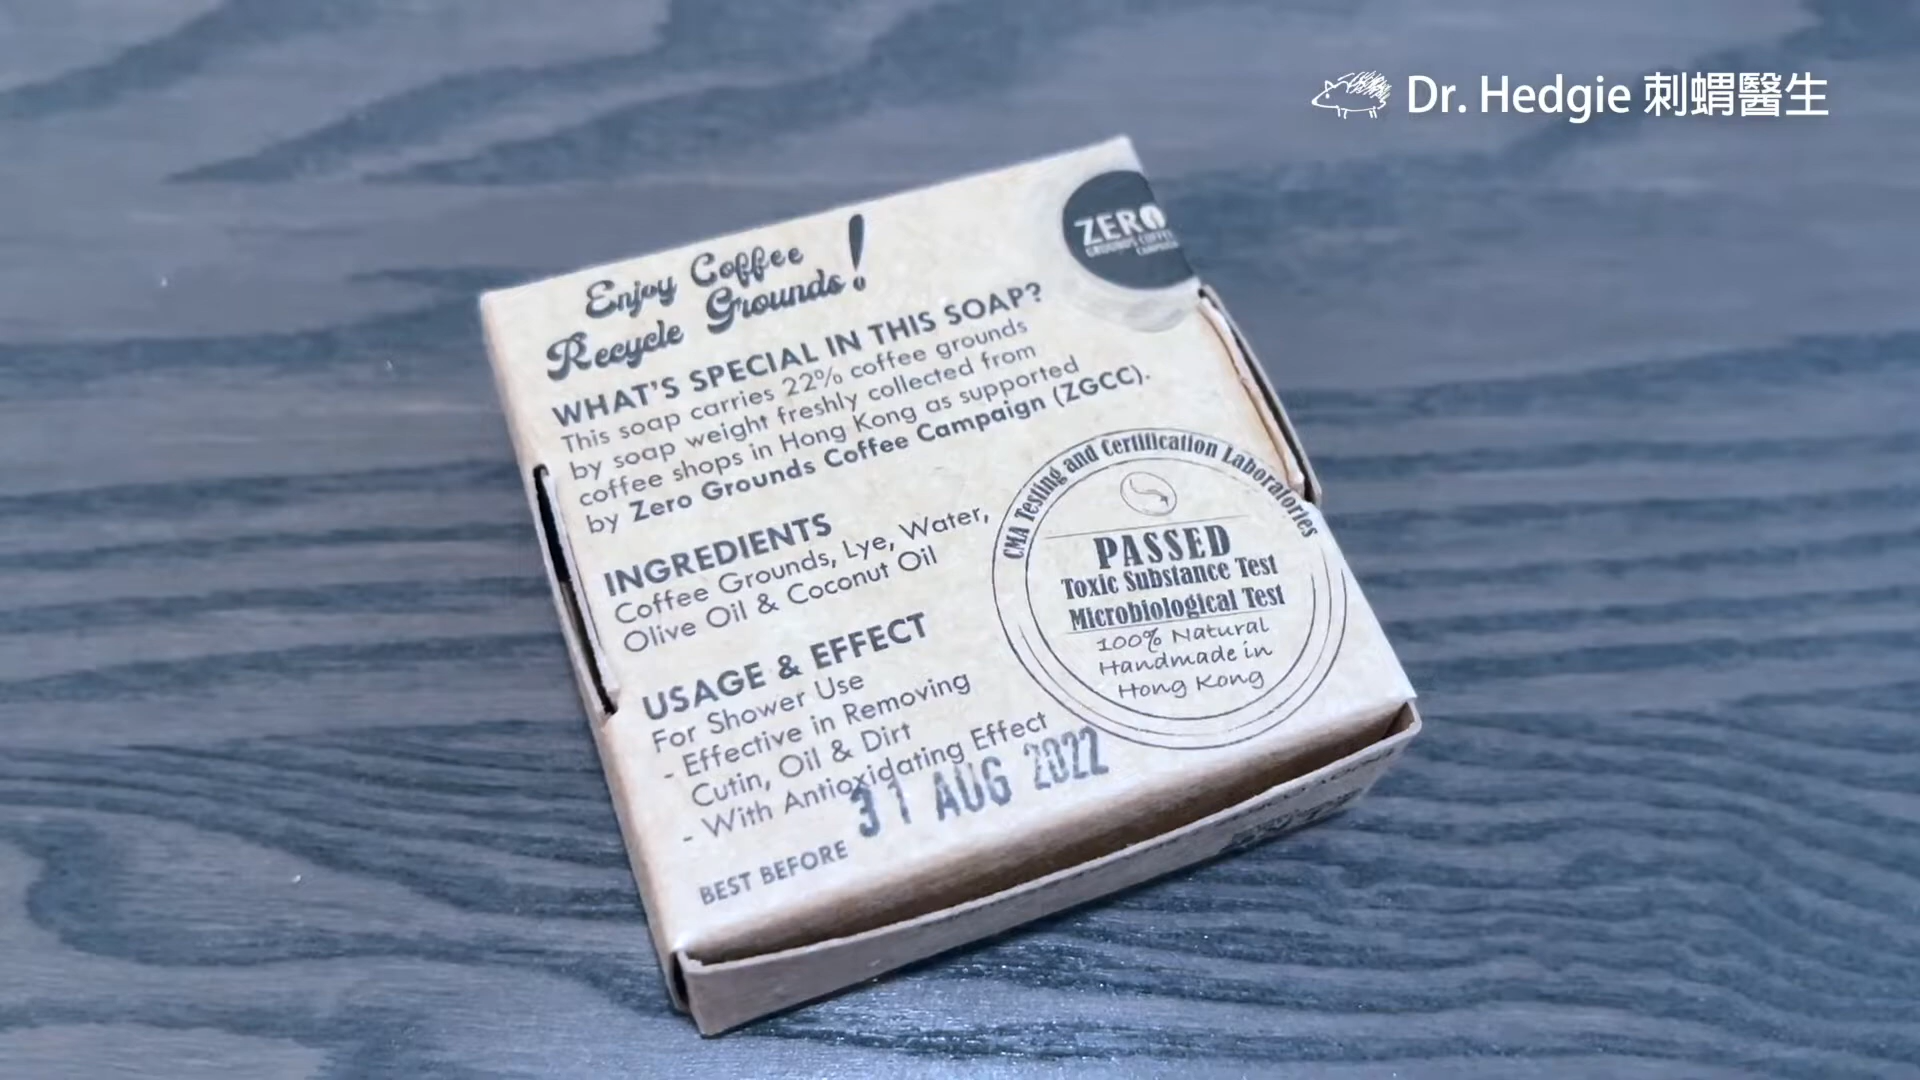 Dr. Hedgie 刺蝟醫生
Enjoy Coffee
Recycle Grounds!
ZERO
GROUNDS COFFEE
CAMPAIGN
WHAT'S SPECIAL IN THIS SOAP?
This soap carries 22% coffee grounds
by soap weight freshly collected from
coffee shops in Hong Kong as supported
by Zero Grounds Coffee Campaign (ZGCC).
INGREDIENTS
Coffee Grounds, Lye, Water,
Olive Oil & Coconut Oil
USAGE & EFFECT
For Shower Use
- Effective in Removing
Cutin, Oil & Dirt
- With Antioxidating Effect
BEST BEFORE 31 AUG 2022
CMA Testing and Certification Laboratories
PASSED
Toxic Substance Test
Microbiological Test
100% Natural
Handmade in
Hong Kong